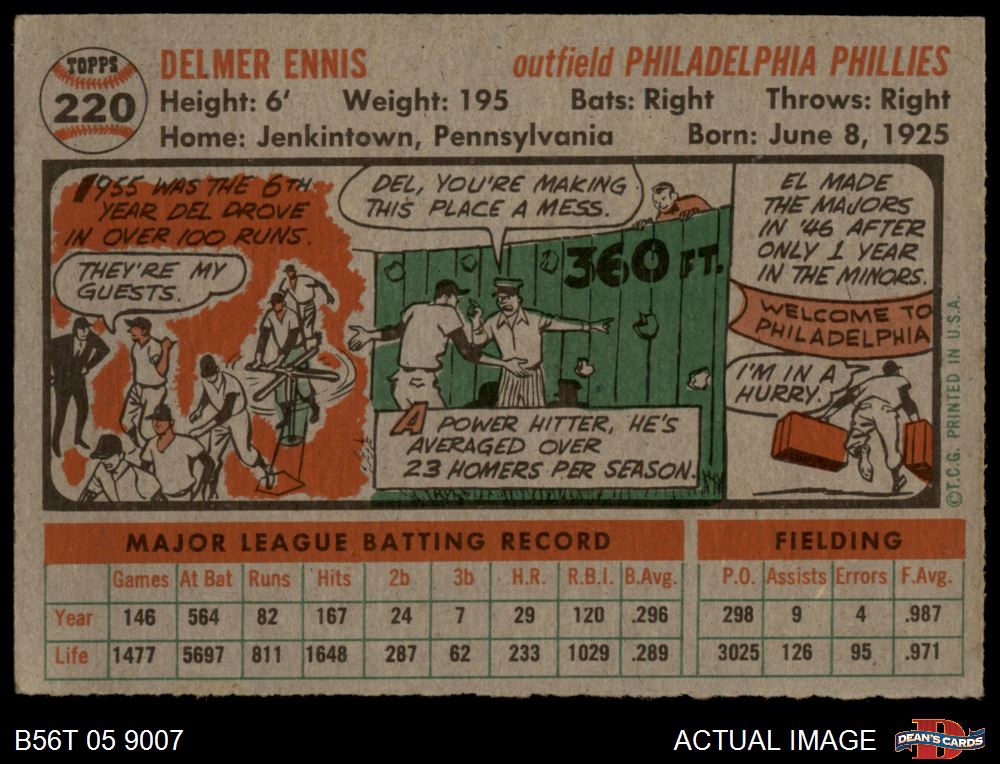 TOPPS
220
DELMER ENNIS
outfield PHILADELPHIA PHILLIES
Height: 6' Weight: 195 Bats: Right Throws: Right
Home: Jenkintown, Pennsylvania Born: June 8, 1925
1955 WAS THE 6TH
YEAR DEL DROVE
IN OVER 100 RUNS.
THEY'RE MY
GUESTS.
DEL, YOU'RE MAKING
THIS PLACE A MESS.
360 FT.
A POWER HITTER, HE'S
AVERAGED OVER
23 HOMERS PER SEASON.
EL MADE
THE MAJORS
IN '46 AFTER
ONLY 1 YEAR
IN THE MINORS.
WELCOME TO
PHILADELPHIA
I'M IN A
HURRY.
©T.C.G. PRINTED IN U.S.A.
MAJOR LEAGUE BATTING RECORD FIELDING
Games At Bat Runs Hits 2b 3b H.R. R.B.I. B.Avg. P.O. Assists Errors F.Avg.
Year 146 564 82 167 24 7 29 120 .296 298 9 4 .987
Life 1477 5697 811 1648 287 62 233 1029 .289 3025 126 95 .971
B56T 05 9007
ACTUAL IMAGE
D
DEAN'S CARDS